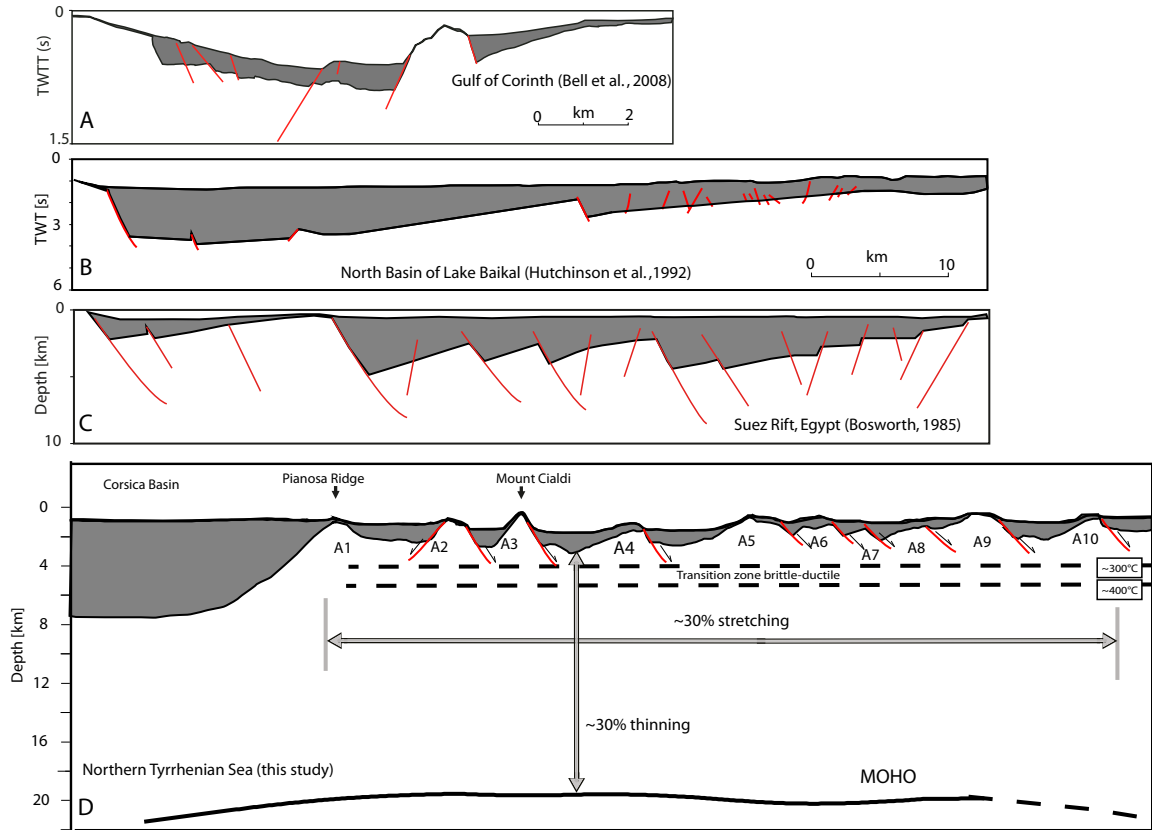 0
TWTT (s)
Gulf of Corinth (Bell et al., 2008)
km
0 2
A
1.5
0
TWT [s]
3
km
0 10
North Basin of Lake Baikal (Hutchinson et al.,1992)
B
6
0
Depth [km]
Suez Rift, Egypt (Bosworth, 1985)
C
10
Corsica Basin
Pianosa Ridge
Mount Cialdi
0
A1 A2 A3 A4 A5 A6 A7 A8 A9 A10
4
Transition zone brittle-ductile
~300°C
~400°C
8
~30% stretching
Depth [km]
12
~30% thinning
16
Northern Tyrrhenian Sea (this study)
MOHO
20
D